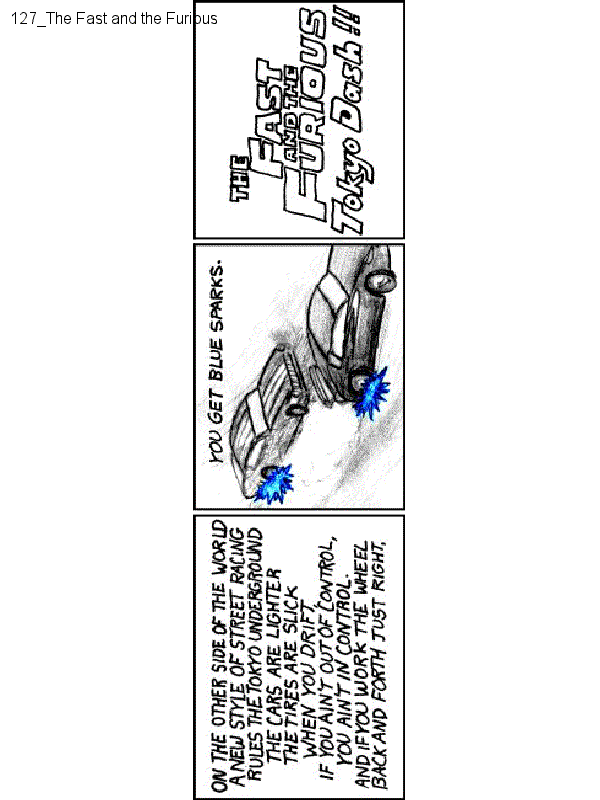 127_The Fast and the Furious
ON THE OTHER SIDE OF THE WORLD
A NEW STYLE OF STREET RACING
RULES THE TOKYO UNDERGROUND
THE CARS ARE LIGHTER
THE TIRES ARE SLICK
WHEN YOU DRIFT,
IF YOU AIN'T OUT OF CONTROL,
YOU AIN'T IN CONTROL.
AND IF YOU WORK THE WHEEL
BACK AND FORTH JUST RIGHT,
YOU GET BLUE SPARKS.
THE
FAST
AND THE
FURIOUS
Tokyo Dash!!